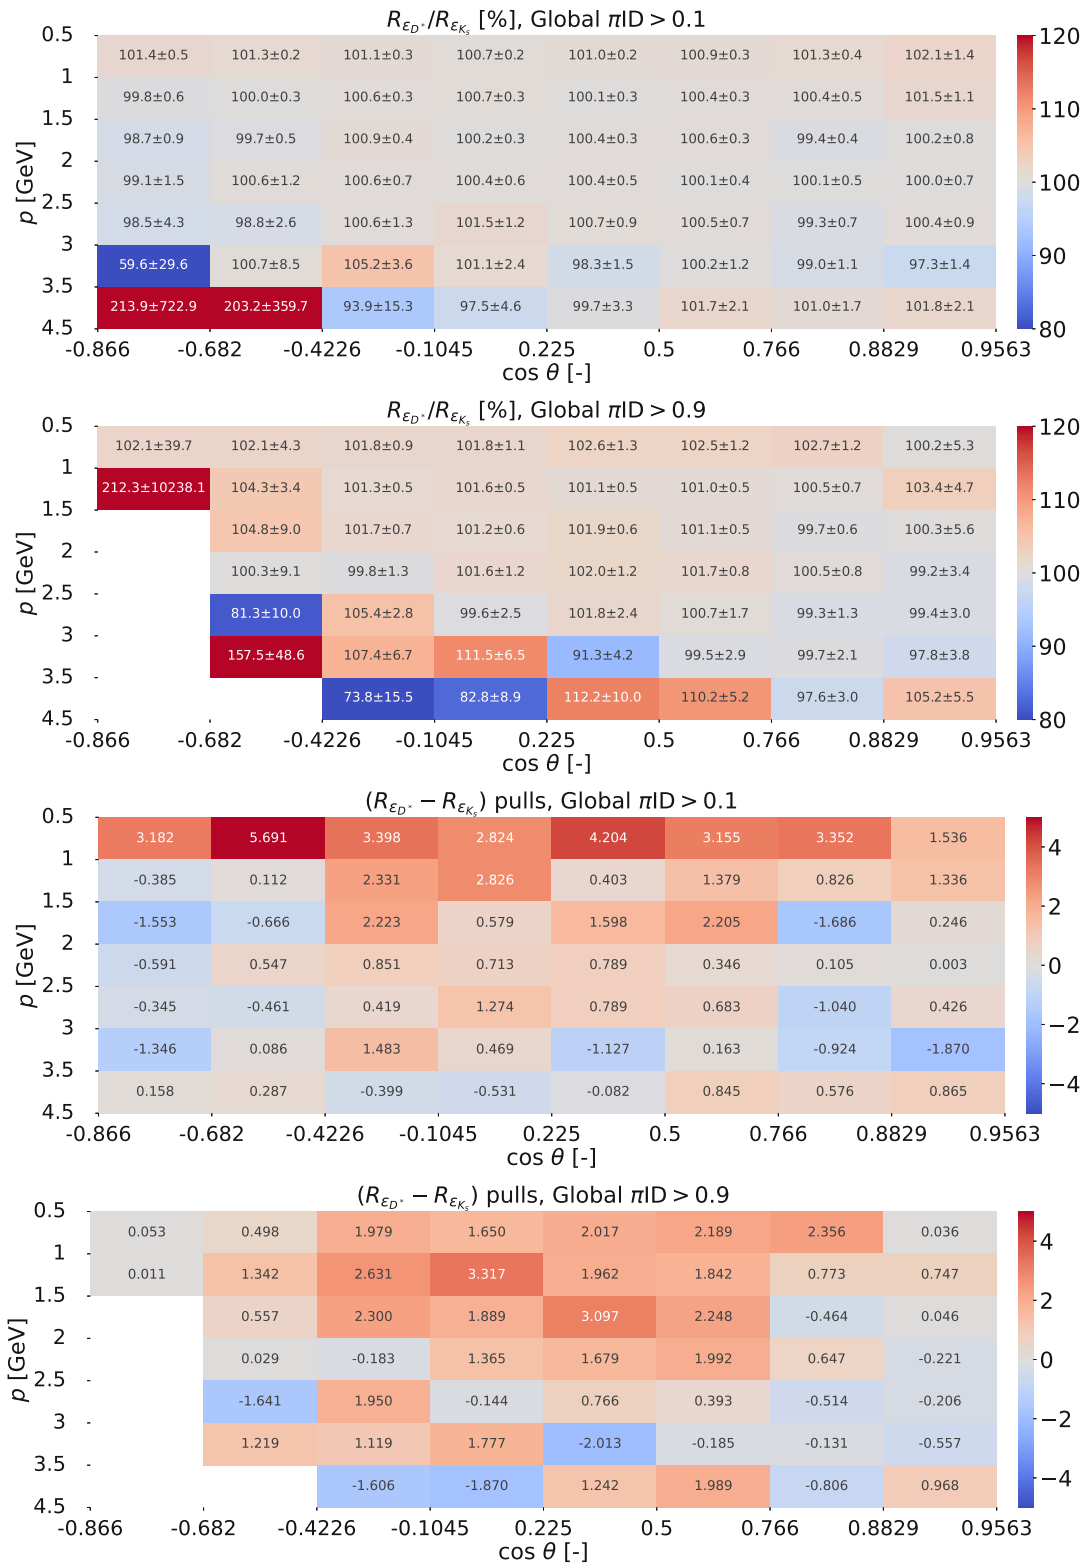 R_{ε_{D*}}/R_{ε_{K_s}} [%], Global πID > 0.1
0.5
101.4±0.5 101.3±0.2 101.1±0.3 100.7±0.2 101.0±0.2 100.9±0.3 101.3±0.4 102.1±1.4
1
99.8±0.6 100.0±0.3 100.6±0.3 100.7±0.3 100.1±0.3 100.4±0.3 100.4±0.5 101.5±1.1
1.5
98.7±0.9 99.7±0.5 100.9±0.4 100.2±0.3 100.4±0.3 100.6±0.3 99.4±0.4 100.2±0.8
2
99.1±1.5 100.6±1.2 100.6±0.7 100.4±0.6 100.4±0.5 100.1±0.4 100.1±0.5 100.0±0.7
2.5
98.5±4.3 98.8±2.6 100.6±1.3 101.5±1.2 100.7±0.9 100.5±0.7 99.3±0.7 100.4±0.9
3
59.6±29.6 100.7±8.5 105.2±3.6 101.1±2.4 98.3±1.5 100.2±1.2 99.0±1.1 97.3±1.4
3.5
213.9±722.9 203.2±359.7 93.9±15.3 97.5±4.6 99.7±3.3 101.7±2.1 101.0±1.7 101.8±2.1
4.5
p [GeV]
-0.866 -0.682 -0.4226 -0.1045 0.225 0.5 0.766 0.8829 0.9563
cos θ [-]
120
110
100
90
80
R_{ε_{D*}}/R_{ε_{K_s}} [%], Global πID > 0.9
0.5
102.1±39.7 102.1±4.3 101.8±0.9 101.8±1.1 102.6±1.3 102.5±1.2 102.7±1.2 100.2±5.3
1
212.3±10238.1 104.3±3.4 101.3±0.5 101.6±0.5 101.1±0.5 101.0±0.5 100.5±0.7 103.4±4.7
1.5
104.8±9.0 101.7±0.7 101.2±0.6 101.9±0.6 101.1±0.5 99.7±0.6 100.3±5.6
2
100.3±9.1 99.8±1.3 101.6±1.2 102.0±1.2 101.7±0.8 100.5±0.8 99.2±3.4
2.5
81.3±10.0 105.4±2.8 99.6±2.5 101.8±2.4 100.7±1.7 99.3±1.3 99.4±3.0
3
157.5±48.6 107.4±6.7 111.5±6.5 91.3±4.2 99.5±2.9 99.7±2.1 97.8±3.8
3.5
73.8±15.5 82.8±8.9 112.2±10.0 110.2±5.2 97.6±3.0 105.2±5.5
4.5
p [GeV]
-0.866 -0.682 -0.4226 -0.1045 0.225 0.5 0.766 0.8829 0.9563
cos θ [-]
120
110
100
90
80
(R_{ε_{D*}} − R_{ε_{K_s}}) pulls, Global πID > 0.1
0.5
3.182 5.691 3.398 2.824 4.204 3.155 3.352 1.536
1
-0.385 0.112 2.331 2.826 0.403 1.379 0.826 1.336
1.5
-1.553 -0.666 2.223 0.579 1.598 2.205 -1.686 0.246
2
-0.591 0.547 0.851 0.713 0.789 0.346 0.105 0.003
2.5
-0.345 -0.461 0.419 1.274 0.789 0.683 -1.040 0.426
3
-1.346 0.086 1.483 0.469 -1.127 0.163 -0.924 -1.870
3.5
0.158 0.287 -0.399 -0.531 -0.082 0.845 0.576 0.865
4.5
p [GeV]
-0.866 -0.682 -0.4226 -0.1045 0.225 0.5 0.766 0.8829 0.9563
cos θ [-]
4
2
0
−2
−4
(R_{ε_{D*}} − R_{ε_{K_s}}) pulls, Global πID > 0.9
0.5
0.053 0.498 1.979 1.650 2.017 2.189 2.356 0.036
1
0.011 1.342 2.631 3.317 1.962 1.842 0.773 0.747
1.5
0.557 2.300 1.889 3.097 2.248 -0.464 0.046
2
0.029 -0.183 1.365 1.679 1.992 0.647 -0.221
2.5
-1.641 1.950 -0.144 0.766 0.393 -0.514 -0.206
3
1.219 1.119 1.777 -2.013 -0.185 -0.131 -0.557
3.5
-1.606 -1.870 1.242 1.989 -0.806 0.968
4.5
p [GeV]
-0.866 -0.682 -0.4226 -0.1045 0.225 0.5 0.766 0.8829 0.9563
cos θ [-]
4
2
0
−2
−4